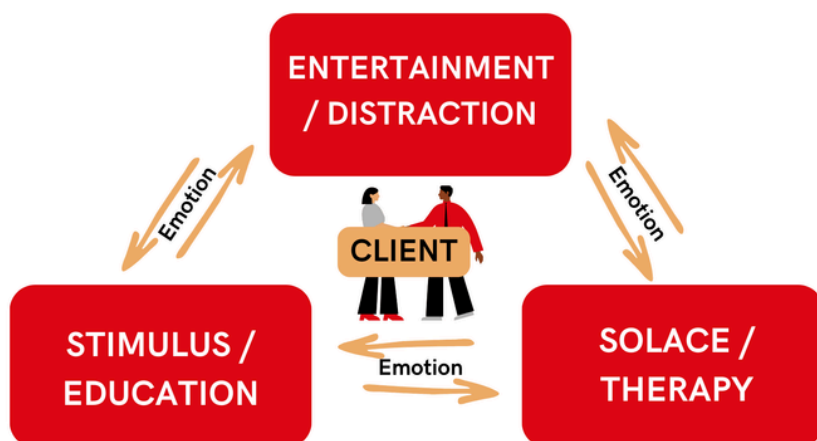 ENTERTAINMENT
/ DISTRACTION
Emotion
Emotion
CLIENT
STIMULUS /
EDUCATION
Emotion
SOLACE /
THERAPY